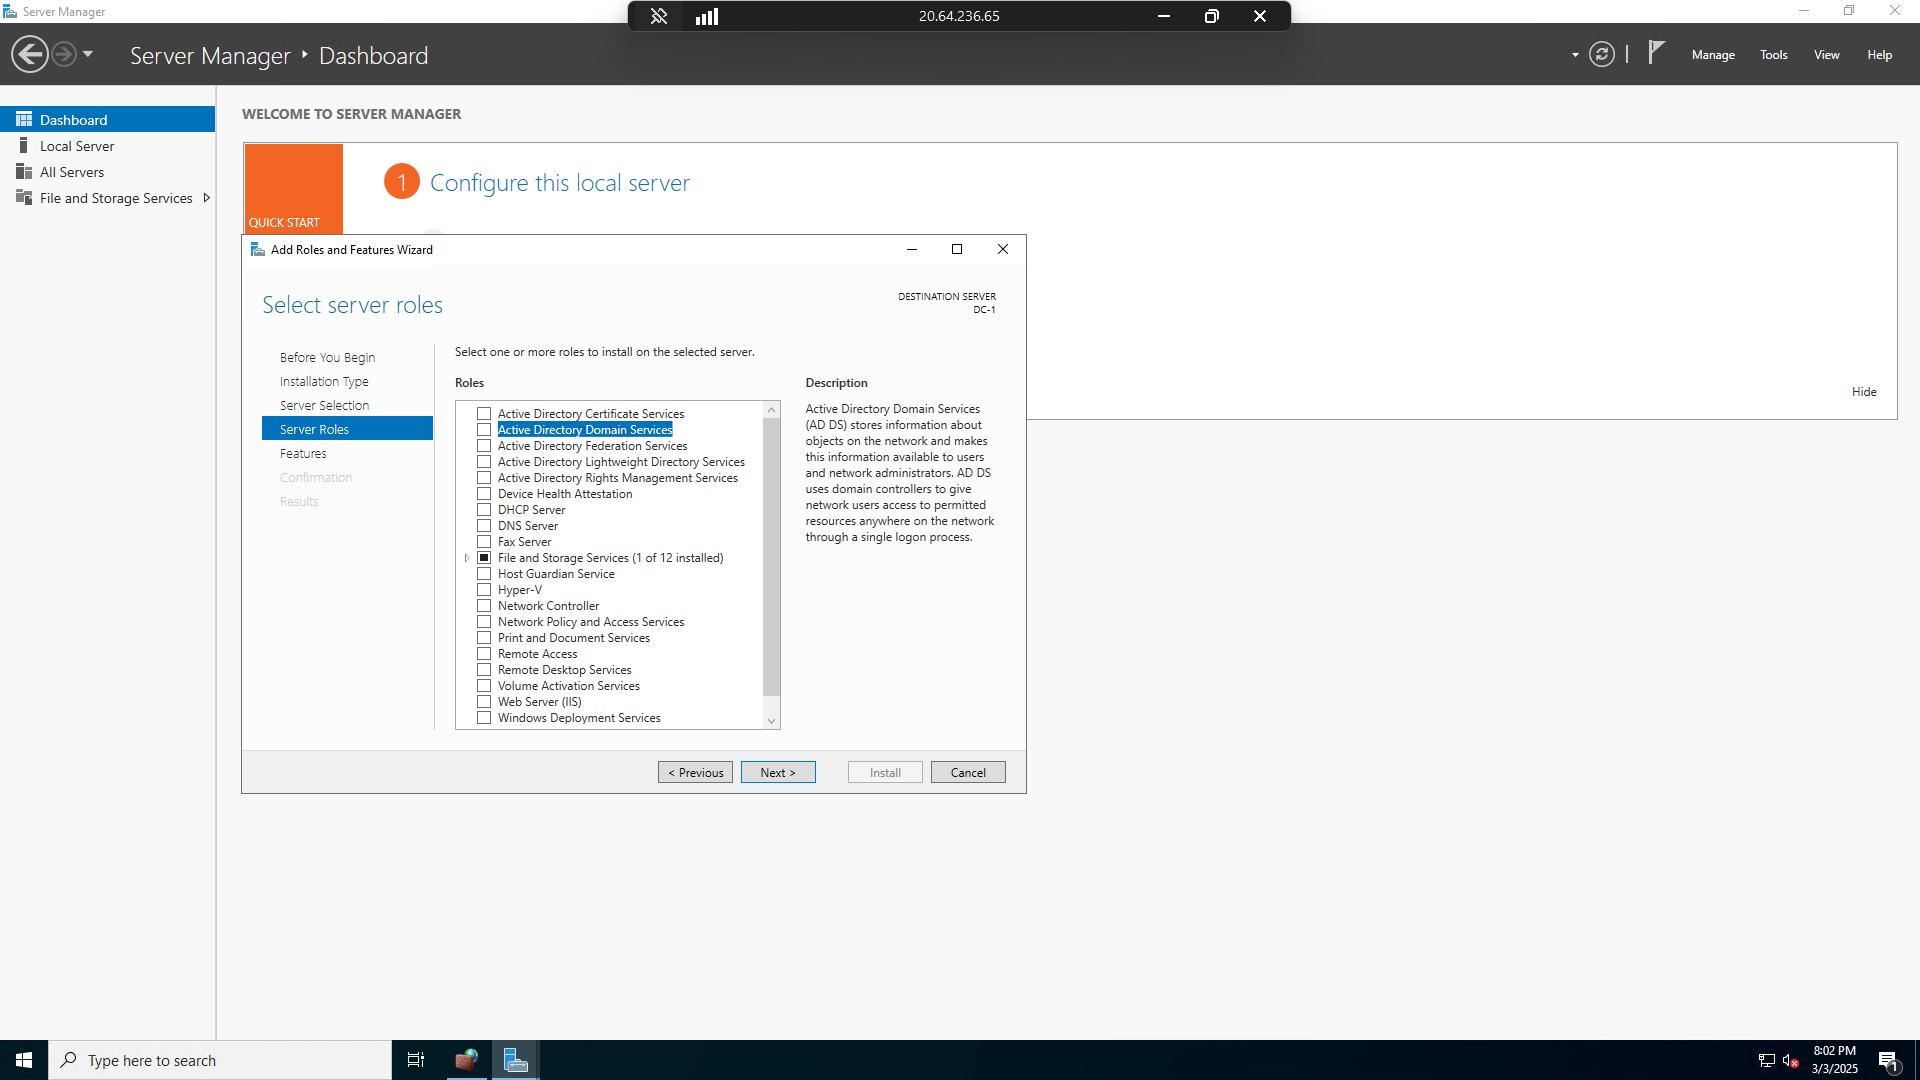 Server Manager
20.64.236.65
Server Manager ‣ Dashboard
Manage
Tools
View
Help
Dashboard
Local Server
All Servers
File and Storage Services
WELCOME TO SERVER MANAGER
QUICK START
1 Configure this local server
Hide
Add Roles and Features Wizard
Select server roles
DESTINATION SERVER
DC-1
Before You Begin
Installation Type
Server Selection
Server Roles
Features
Confirmation
Results
Select one or more roles to install on the selected server.
Roles
Active Directory Certificate Services
Active Directory Domain Services
Active Directory Federation Services
Active Directory Lightweight Directory Services
Active Directory Rights Management Services
Device Health Attestation
DHCP Server
DNS Server
Fax Server
File and Storage Services (1 of 12 installed)
Host Guardian Service
Hyper-V
Network Controller
Network Policy and Access Services
Print and Document Services
Remote Access
Remote Desktop Services
Volume Activation Services
Web Server (IIS)
Windows Deployment Services
Description
Active Directory Domain Services
(AD DS) stores information about
objects on the network and makes
this information available to users
and network administrators. AD DS
uses domain controllers to give
network users access to permitted
resources anywhere on the network
through a single logon process.
< Previous
Next >
Install
Cancel
Type here to search
8:02 PM
3/3/2025
1